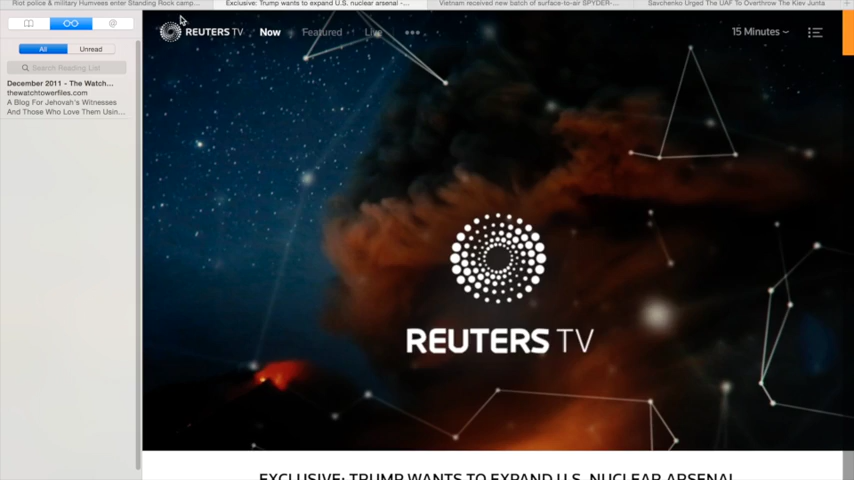 Riot police & military Humvees enter Standing Rock camp...
Exclusive: Trump wants to expand U.S. nuclear arsenal -...
Vietnam received new batch of surface-to-air SPYDER-...
Savchenko Urged The UAF To Overthrow The Kiev Junta
REUTERS TV
Now
Featured
Live
15 Minutes
All
Unread
Search Reading List
December 2011 - The Watch...
thewatchtowerfiles.com
A Blog For Jehovah's Witnesses
And Those Who Love Them Usin...
REUTERS TV
EXCLUSIVE: TRUMP WANTS TO EXPAND U.S. NUCLEAR ARSENAL